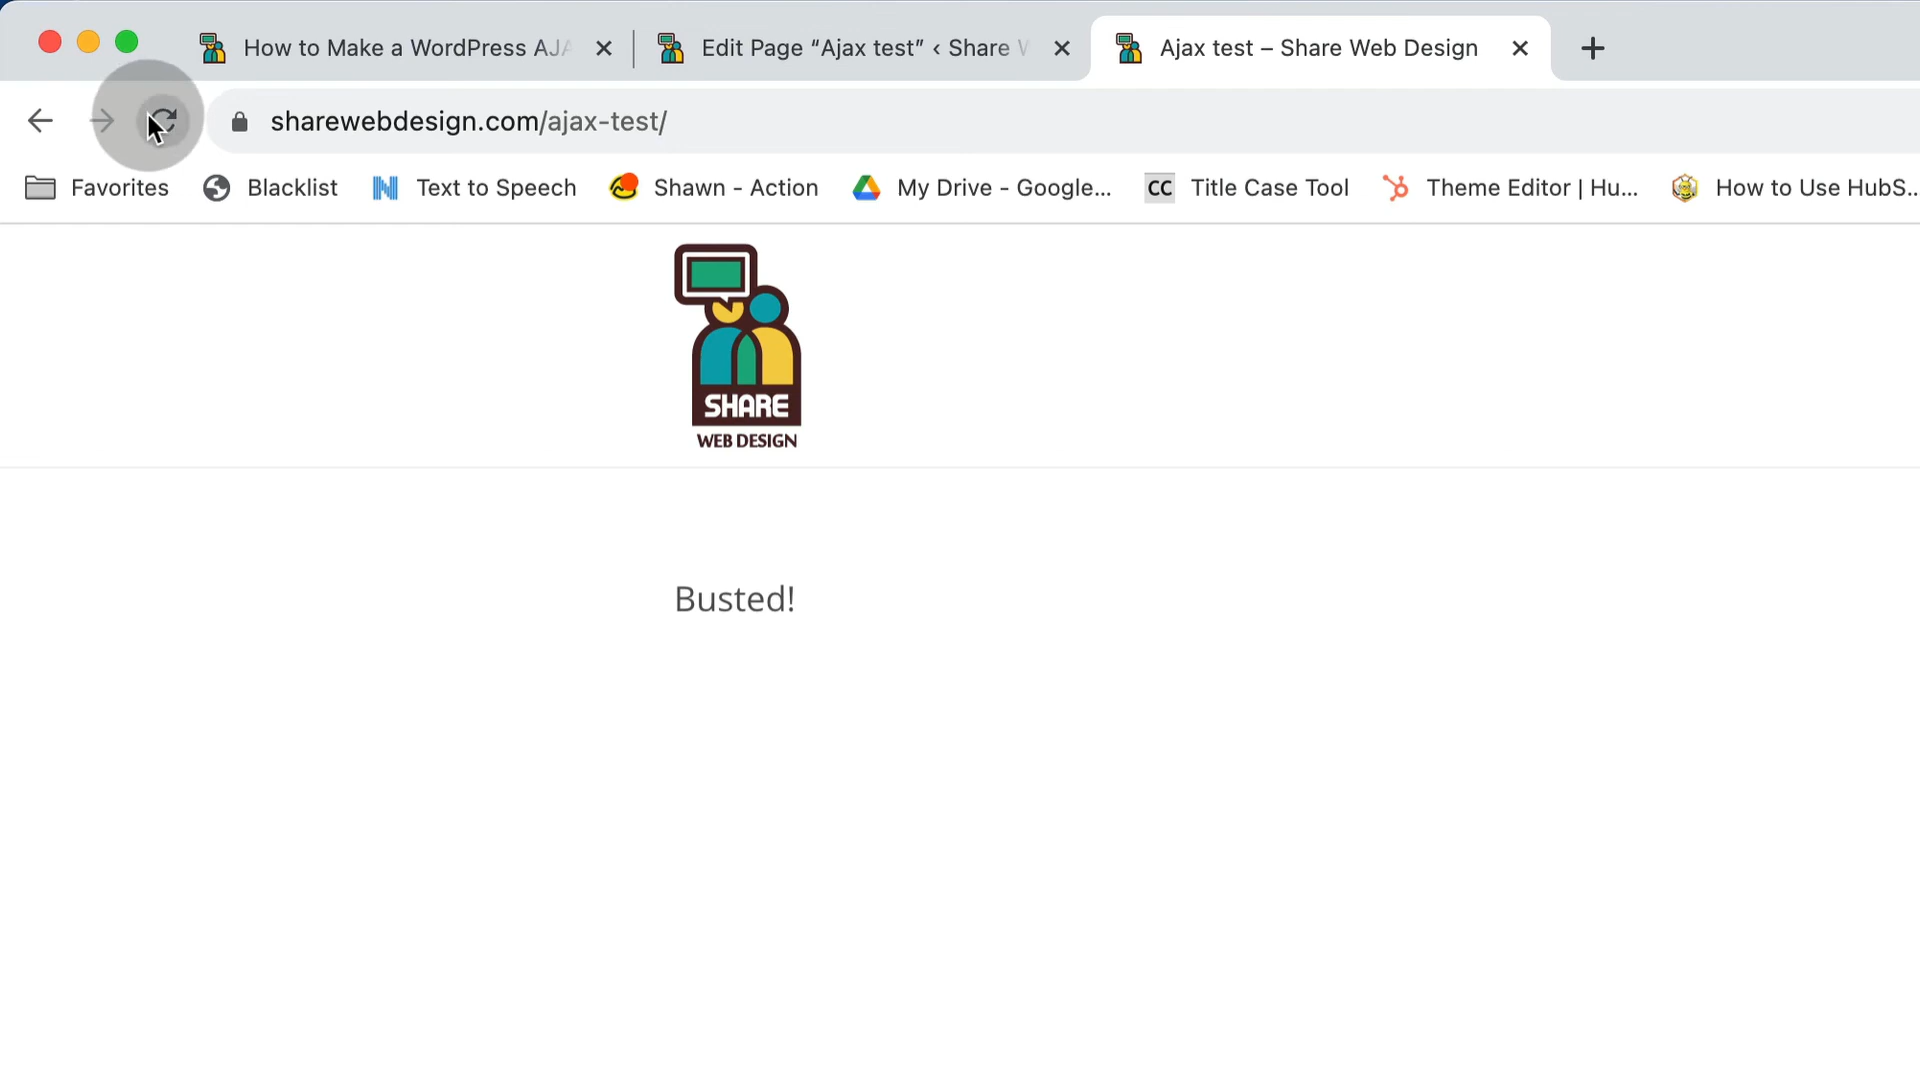 How to Make a WordPress AJA
Edit Page “Ajax test” ‹ Share W
Ajax test – Share Web Design
sharewebdesign.com/ajax-test/
Favorites
Blacklist
Text to Speech
Shawn - Action
My Drive - Google...
CC Title Case Tool
Theme Editor | Hu...
How to Use HubS...
SHARE
WEB DESIGN
Busted!